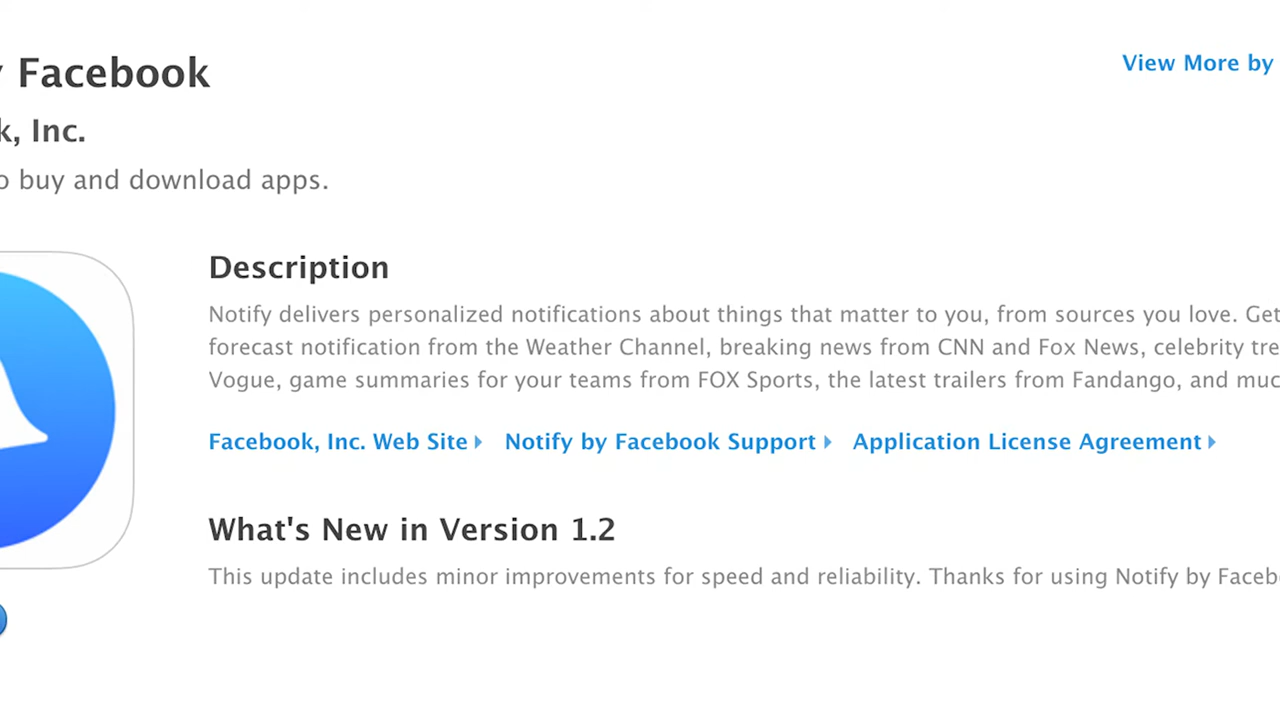 Facebook
View More by
Inc.
buy and download apps.
Description
Notify delivers personalized notifications about things that matter to you, from sources you love. Get
forecast notification from the Weather Channel, breaking news from CNN and Fox News, celebrity
Vogue, game summaries for your teams from FOX Sports, the latest trailers from Fandango, and
Facebook, Inc. Web Site
Notify by Facebook Support
Application License Agreement
What's New in Version 1.2
This update includes minor improvements for speed and reliability. Thanks for using Notify by